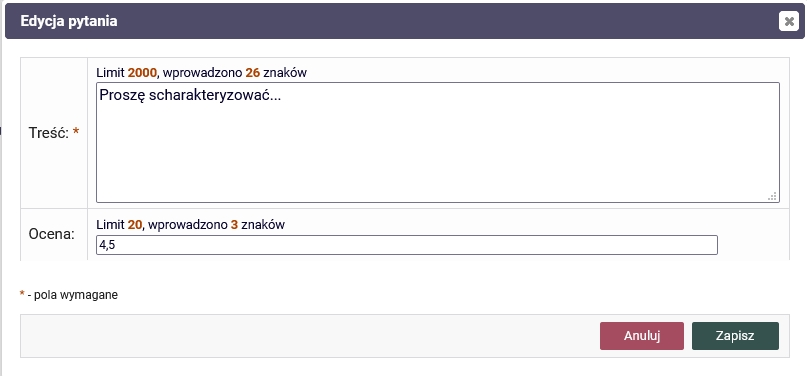 Edycja pytania
Limit 2000, wprowadzono 26 znaków
Proszę scharakteryzować...
Treść: *
Limit 20, wprowadzono 3 znaków
Ocena:
4,5
* - pola wymagane
Anuluj
Zapisz